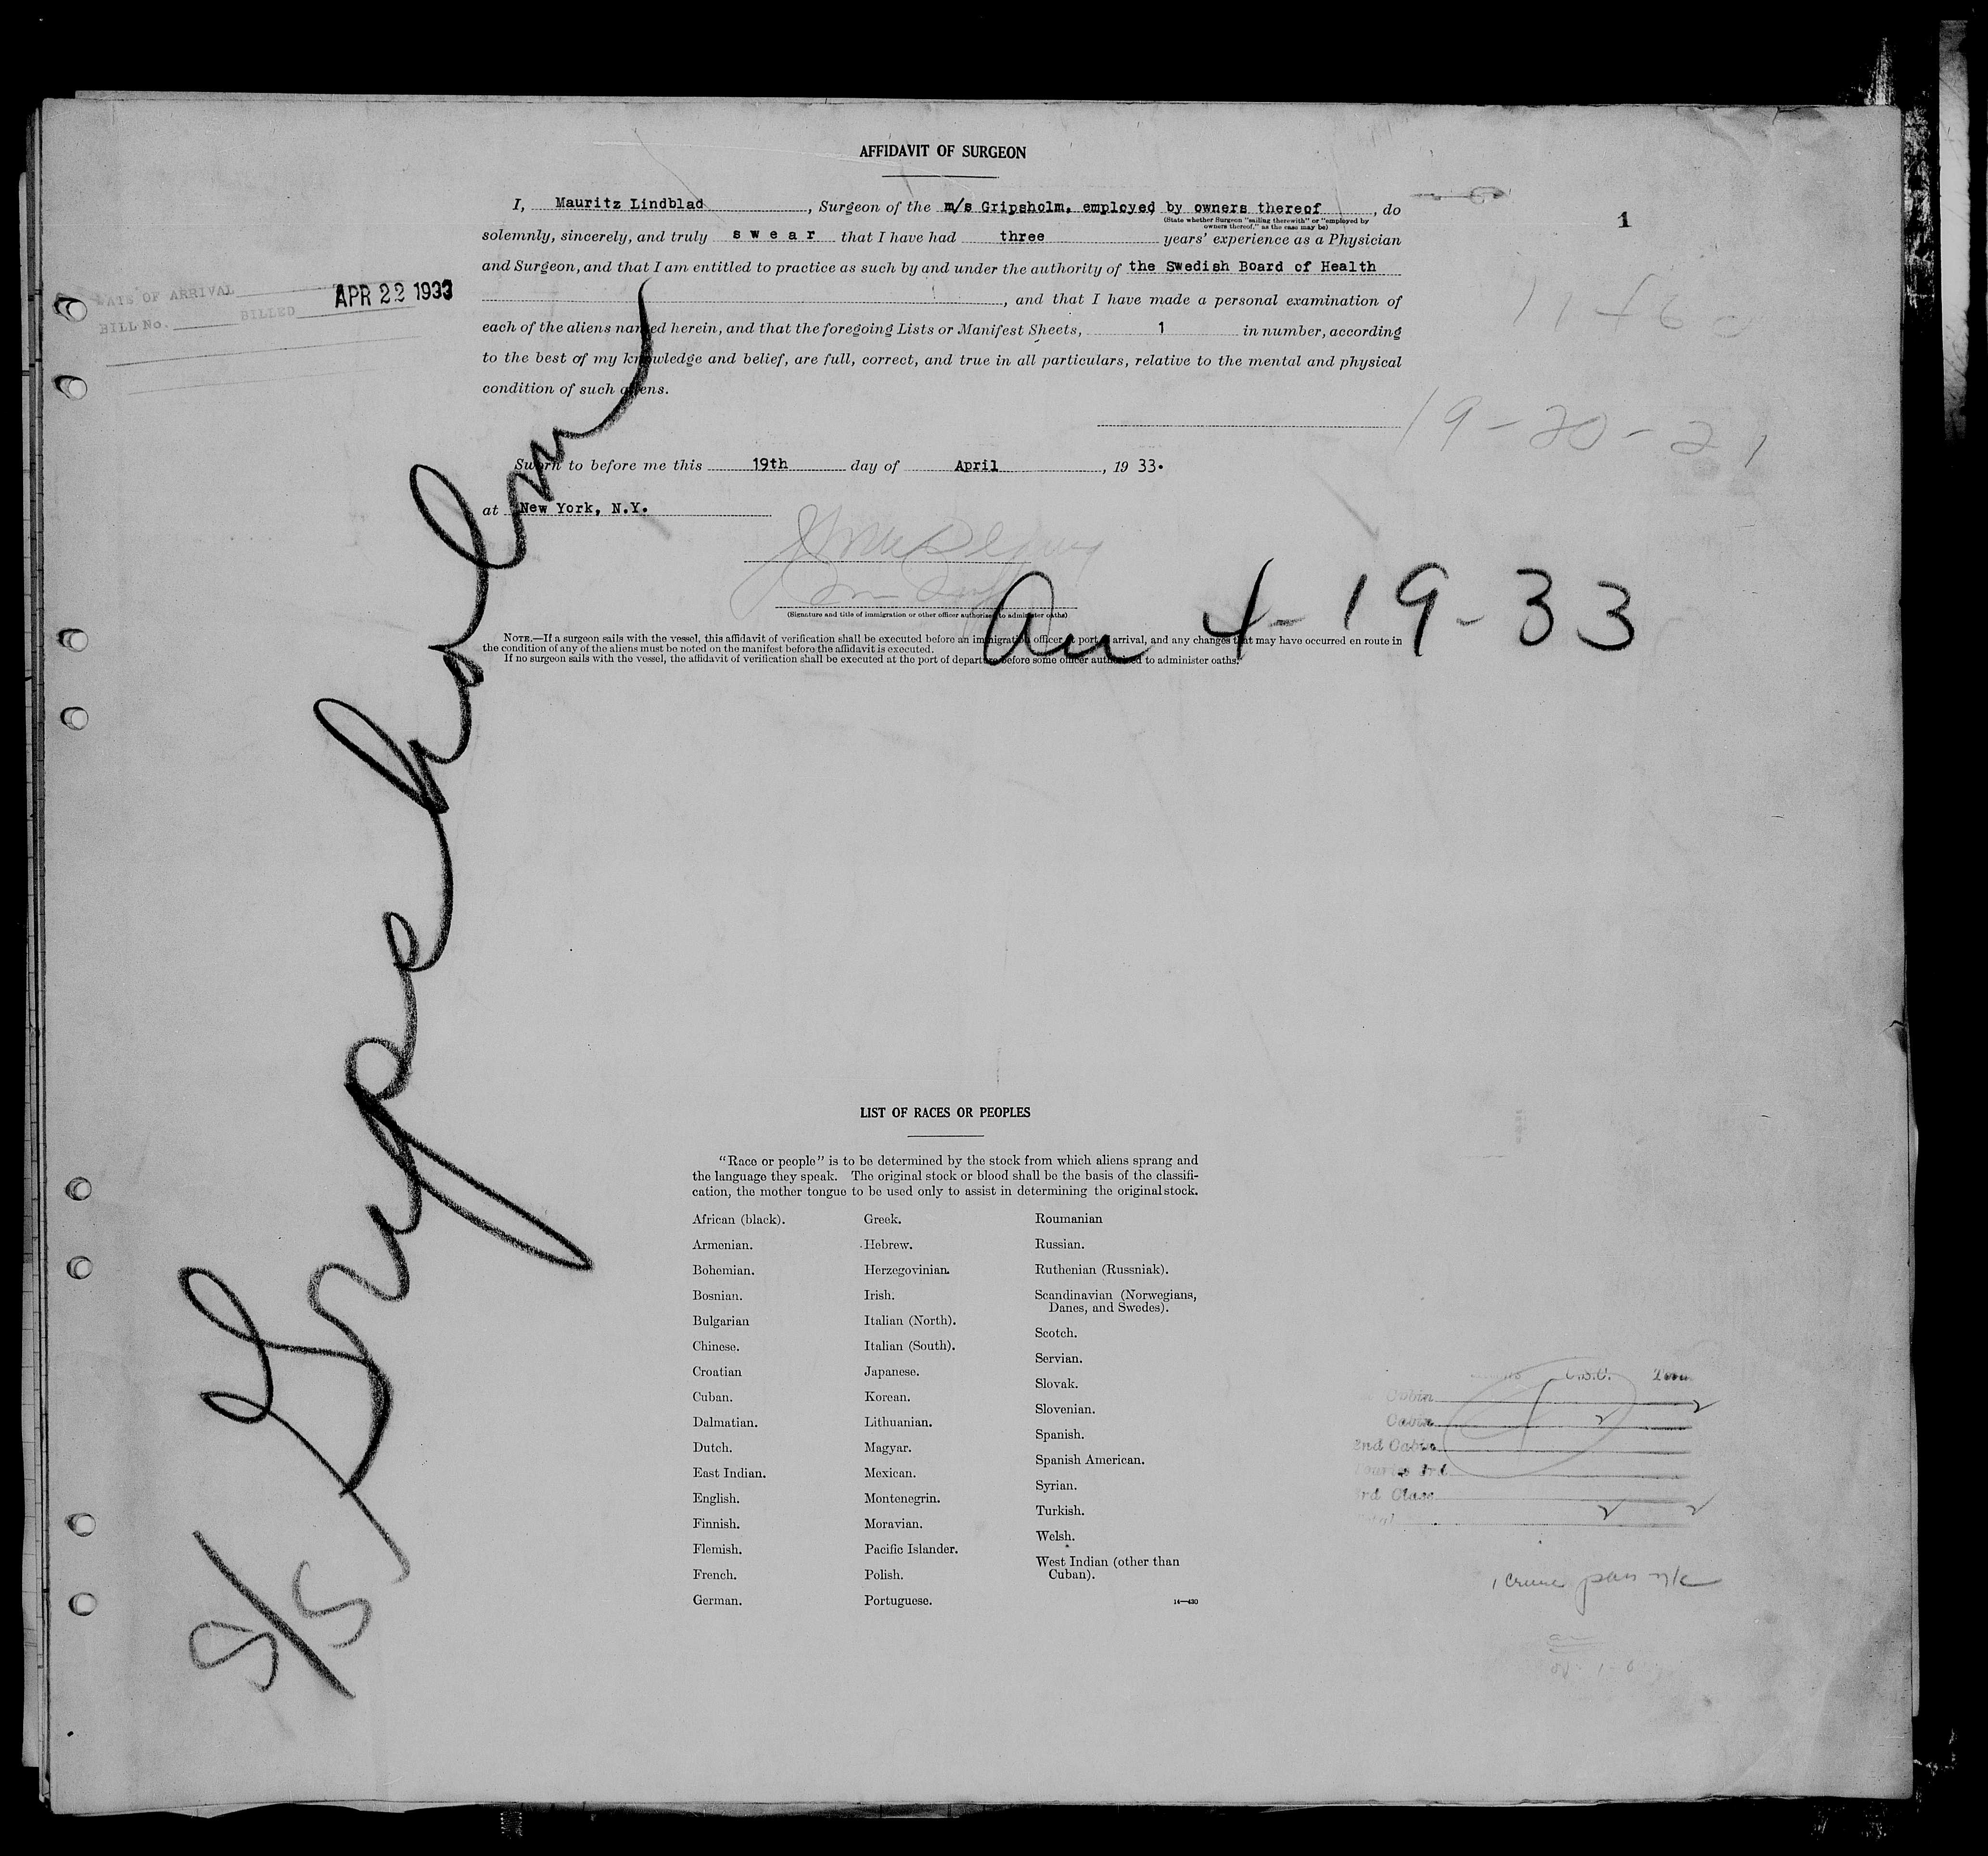 AFFIDAVIT OF SURGEON
I, Mauritz Lindblad, Surgeon of the m/s Gripsholm, employed by owners thereof, do
(State whether Surgeon "sailing therewith" or "employed by
owners thereof," as the case may be)
solemnly, sincerely, and truly swear that I have had three years' experience as a Physician
and Surgeon, and that I am entitled to practice as such by and under the authority of the Swedish Board of Health
, and that I have made a personal examination of
each of the aliens named herein, and that the foregoing Lists or Manifest Sheets, 1 in number, according
to the best of my knowledge and belief, are full, correct, and true in all particulars, relative to the mental and physical
condition of such aliens.
1
DATE OF ARRIVAL APR 22 1933
BILL No. BILLED
11460
19-20-21
Sworn to before me this 19th day of April, 1933.
at New York, N.Y.
(Signature and title of immigration or other officer authorized to administer oaths)
Arr 4-19-33
NOTE.—If a surgeon sails with the vessel, this affidavit of verification shall be executed before an immigration officer at port of arrival, and any changes that may have occurred en route in
the condition of any of the aliens must be noted on the manifest before the affidavit is executed.
If no surgeon sails with the vessel, the affidavit of verification shall be executed at the port of departure before some officer authorized to administer oaths.
S/S Gripsholm
LIST OF RACES OR PEOPLES
"Race or people" is to be determined by the stock from which aliens sprang and
the language they speak. The original stock or blood shall be the basis of the classifi-
cation, the mother tongue to be used only to assist in determining the original stock.
African (black).
Armenian.
Bohemian.
Bosnian.
Bulgarian
Chinese.
Croatian
Cuban.
Dalmatian.
Dutch.
East Indian.
English.
Finnish.
Flemish.
French.
German.
Greek.
Hebrew.
Herzegovinian.
Irish.
Italian (North).
Italian (South).
Japanese.
Korean.
Lithuanian.
Magyar.
Mexican.
Montenegrin.
Moravian.
Pacific Islander.
Polish.
Portuguese.
Roumanian
Russian.
Ruthenian (Russniak).
Scandinavian (Norwegians,
Danes, and Swedes).
Scotch.
Servian.
Slovak.
Slovenian.
Spanish.
Spanish American.
Syrian.
Turkish.
Welsh.
West Indian (other than
Cuban).
14—430
U.S.C.
Cabin
Cabin
2nd Cabin
3rd
3rd Class
Total